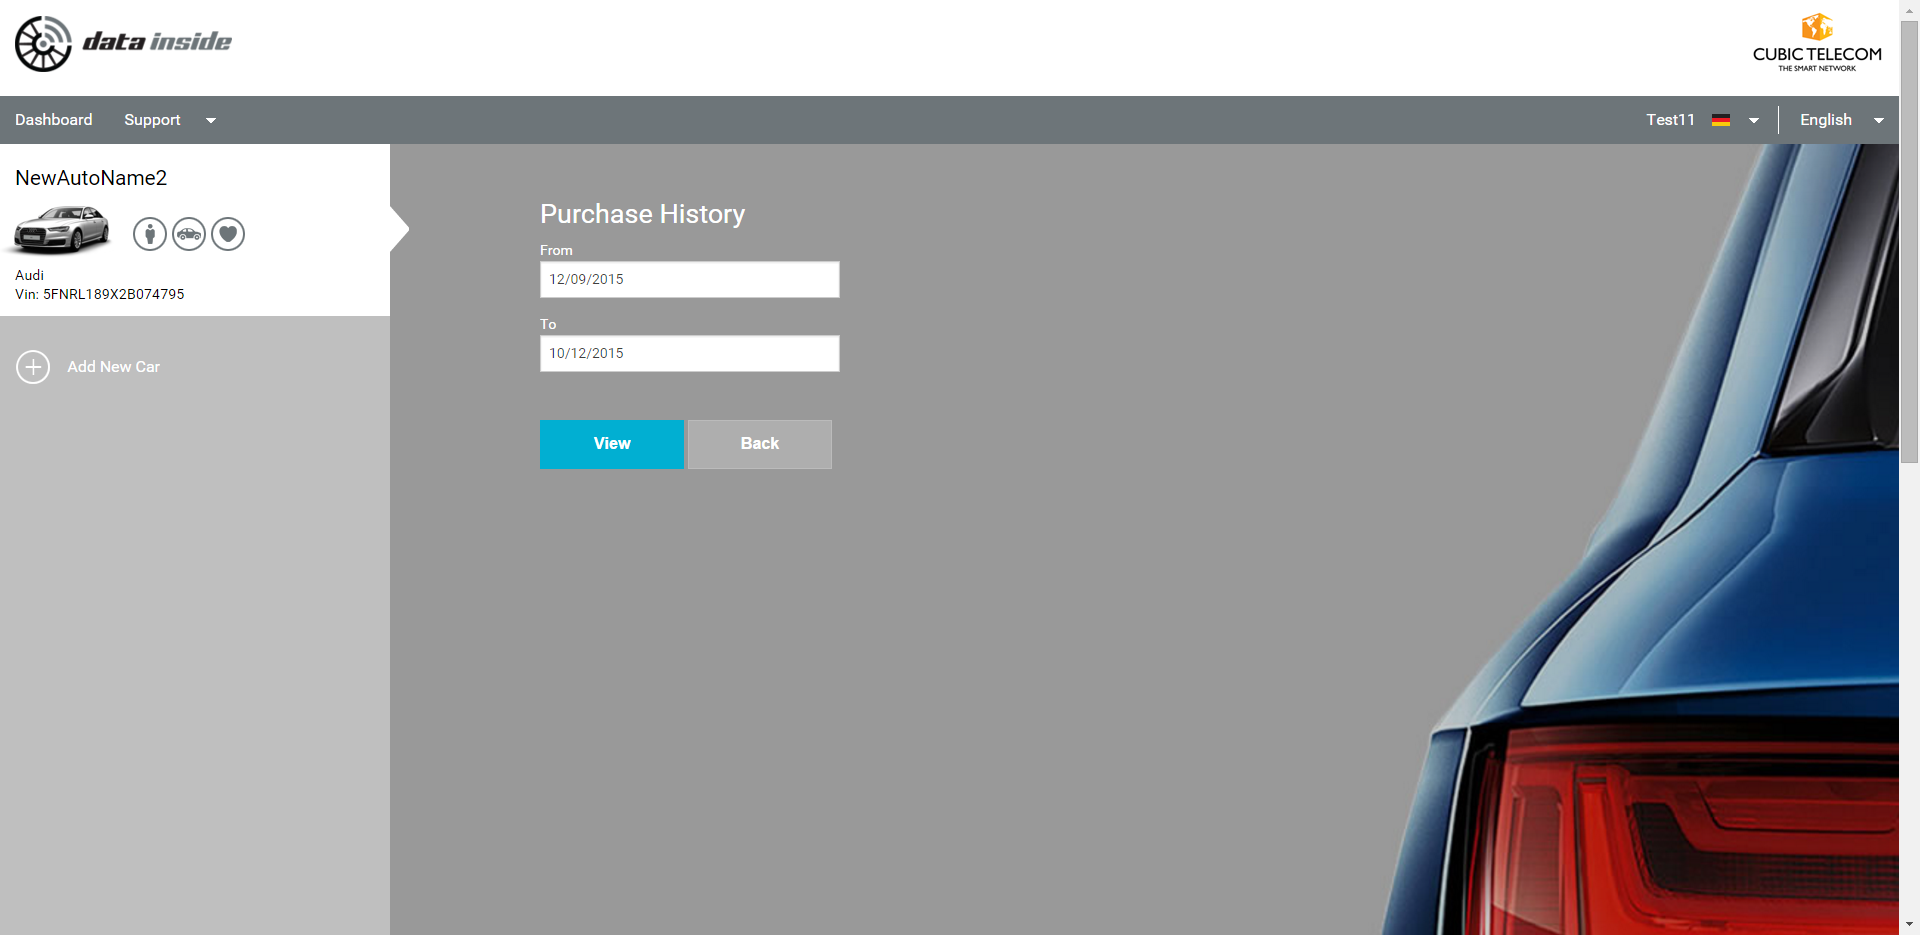 data inside
CUBIC TELECOM
THE SMART NETWORK
Dashboard
Support
Test11
English
NewAutoName2
Audi
Vin: 5FNRL189X2B074795
Add New Car
Purchase History
From
12/09/2015
To
10/12/2015
View
Back